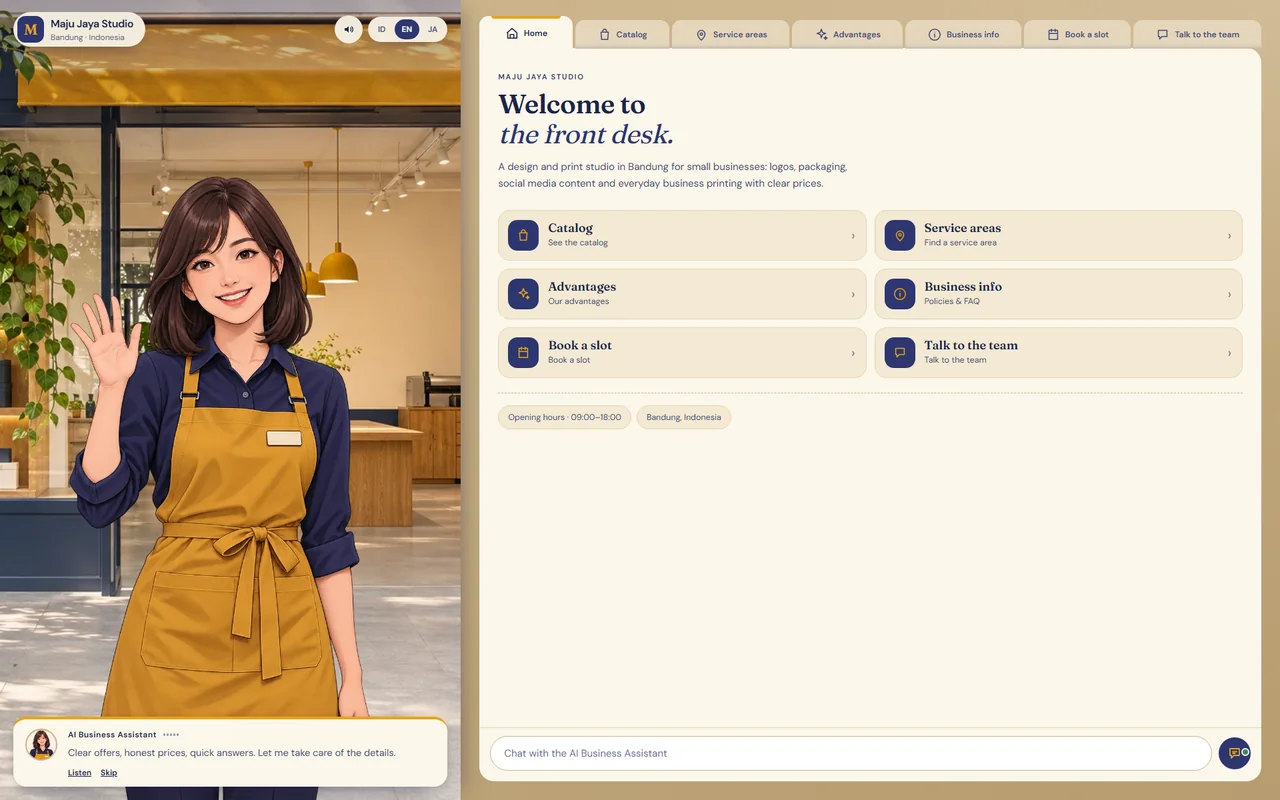 M
Maju Jaya Studio
Bandung · Indonesia
ID
EN
JA
AI Business Assistant
Clear offers, honest prices, quick answers. Let me take care of the details.
Listen
Skip
Home
Catalog
Service areas
Advantages
Business info
Book a slot
Talk to the team
MAJU JAYA STUDIO
Welcome to
the front desk.
A design and print studio in Bandung for small businesses: logos, packaging,
social media content and everyday business printing with clear prices.
Catalog
See the catalog
Service areas
Find a service area
Advantages
Our advantages
Business info
Policies & FAQ
Book a slot
Book a slot
Talk to the team
Talk to the team
Opening hours · 09:00–18:00
Bandung, Indonesia
Chat with the AI Business Assistant